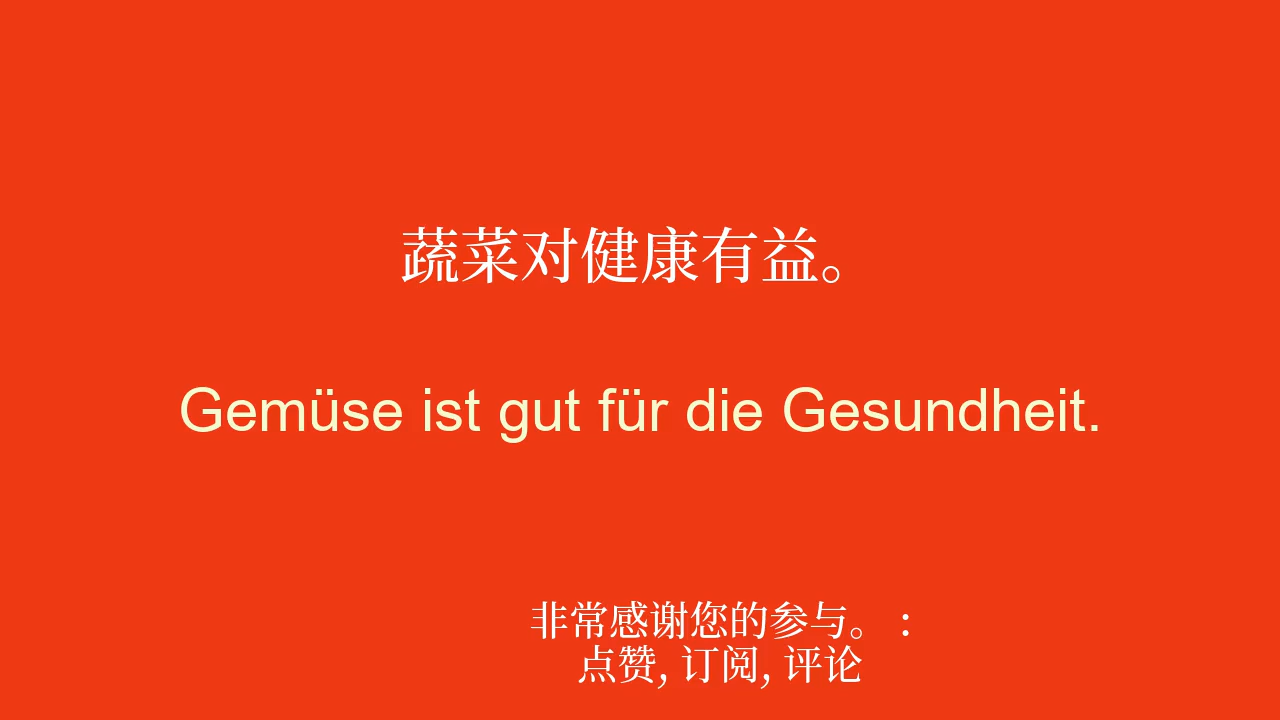 蔬菜对健康有益。
Gemüse ist gut für die Gesundheit.
非常感谢您的参与。 :
点赞, 订阅, 评论